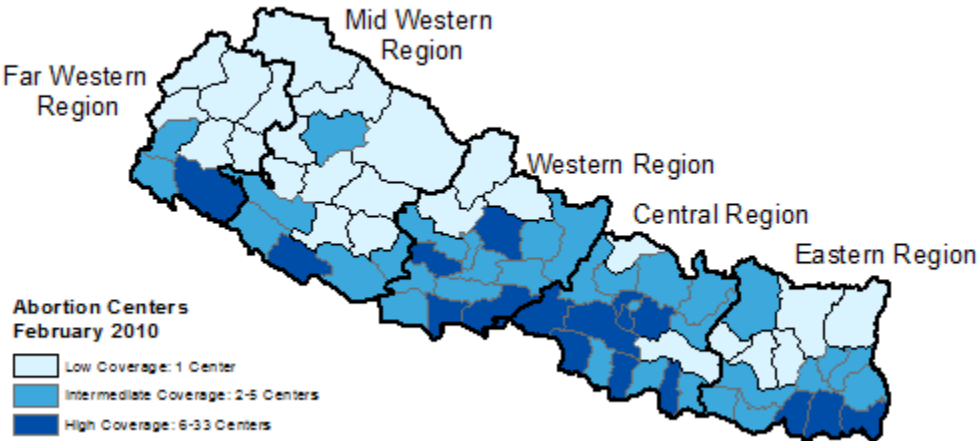 Mid Western
Region
Far Western
Region
Western Region
Central Region
Eastern Region
Abortion Centers
February 2010
Low Coverage: 1 Center
Intermediate Coverage: 2-5 Centers
High Coverage: 6-33 Centers